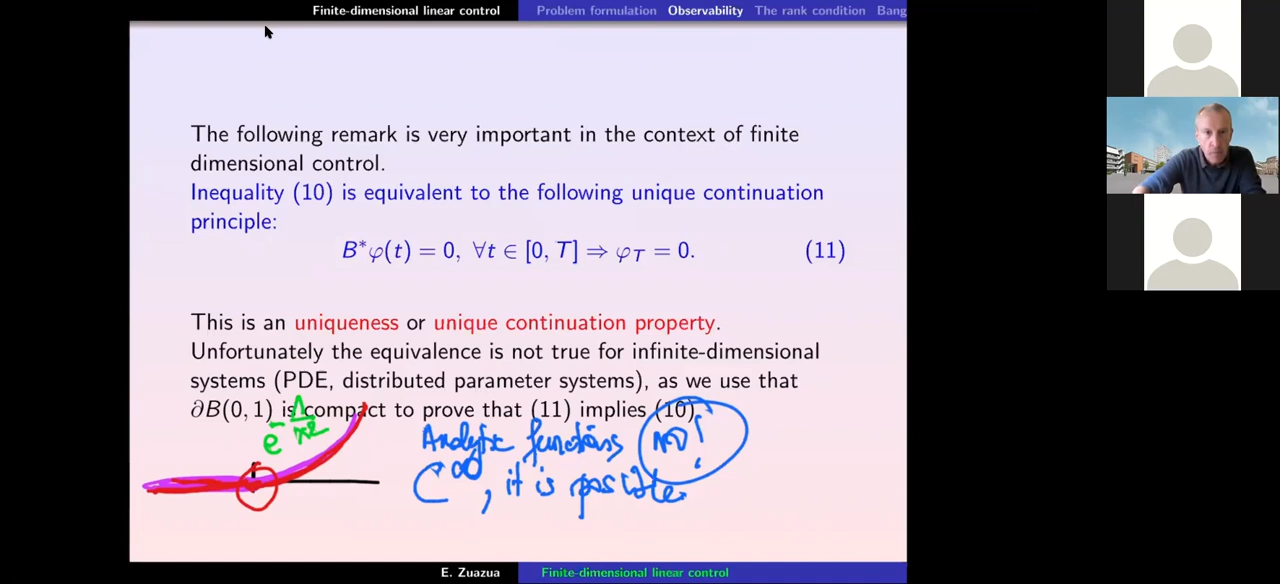 Finite-dimensional linear control
Problem formulation Observability The rank condition Bang
The following remark is very important in the context of finite
dimensional control.
Inequality (10) is equivalent to the following unique continuation
principle:
B*φ(t) = 0, ∀t ∈ [0, T] ⇒ φ_T = 0. (11)
This is an uniqueness or unique continuation property.
Unfortunately the equivalence is not true for infinite-dimensional
systems (PDE, distributed parameter systems), as we use that
∂B(0, 1) is compact to prove that (11) implies (10).
e^{-1/x²}
Analytic functions NO!
C^∞, it is possible.
E. Zuazua Finite-dimensional linear control